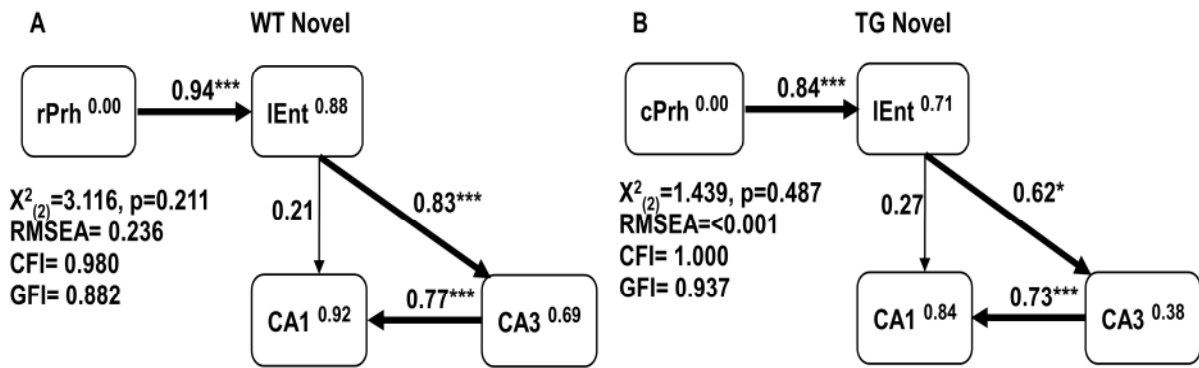 A WT Novel
rPrh 0.00
0.94***
lEnt 0.88
0.21
0.83***
CA1 0.92
0.77***
CA3 0.69
X²(2)=3.116, p=0.211
RMSEA= 0.236
CFI= 0.980
GFI= 0.882
B TG Novel
cPrh 0.00
0.84***
lEnt 0.71
0.27
0.62*
CA1 0.84
0.73***
CA3 0.38
X²(2)=1.439, p=0.487
RMSEA=<0.001
CFI= 1.000
GFI= 0.937